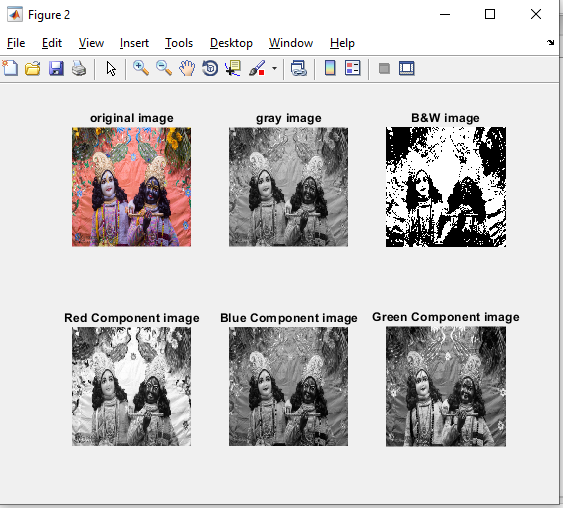 Figure 2
File Edit View Insert Tools Desktop Window Help
original image
gray image
B&W image
Red Component image
Blue Component image
Green Component image